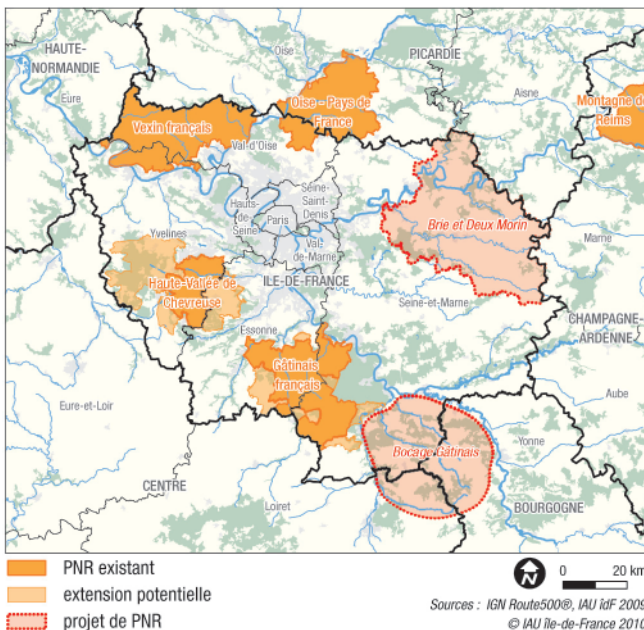 HAUTE-
NORMANDIE
Oise
PICARDIE
Eure
Aisne
Oise - Pays de
France
Montagne de
Reims
Vexin français
Val-d'Oise
Seine-
Saint-
Denis
Hauts-
de-
Seine
Paris
Yvelines
Val-
de-Marne
Brie et Deux Morin
Marne
Haute-Vallée de
Chevreuse
ILE-DE-FRANCE
Seine-et-Marne
CHAMPAGNE-
ARDENNE
Essonne
Gâtinais
français
Aube
Eure-et-Loir
Bocage Gâtinais
Yonne
CENTRE
Loiret
BOURGOGNE
PNR existant
extension potentielle
projet de PNR
N
0 20 km
Sources : IGN Route500®, IAU îdF 2009
© IAU île-de-France 2010